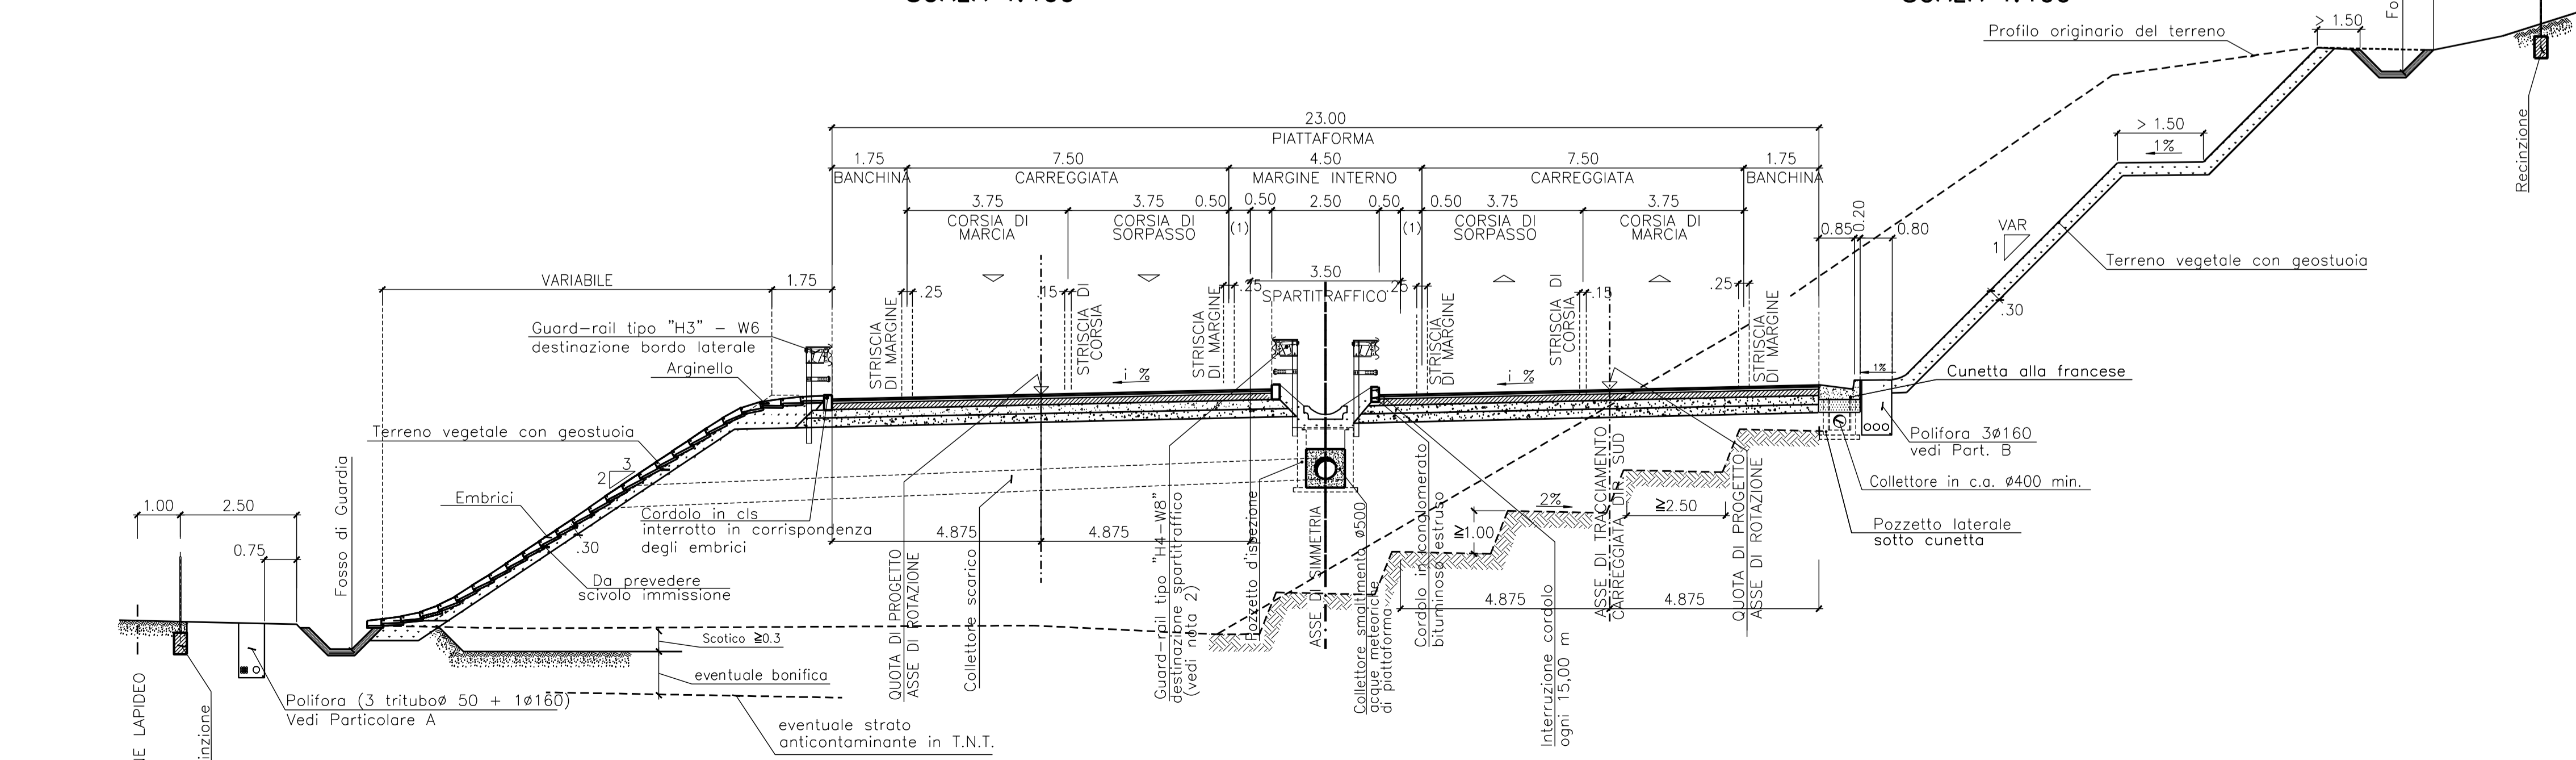 Profilo originario del terreno
> 1.50
Fo
Recinzione
> 1.50
1%
23.00
PIATTAFORMA
1.75
7.50
4.50
7.50
1.75
BANCHINA
CARREGGIATA
MARGINE INTERNO
CARREGGIATA
BANCHINA
3.75
3.75
0.50
0.50
2.50
0.50
0.50
3.75
3.75
CORSIA DI
MARCIA
CORSIA DI
SORPASSO
(1)
(1)
CORSIA DI
SORPASSO
CORSIA DI
MARCIA
0.85
0.20
0.80
VAR
1
Terreno vegetale con geostuoia
.30
VARIABILE
1.75
3.50
SPARTITRAFFICO
.25
.15
.25
.25
.15
.25
STRISCIA
DI MARGINE
STRISCIA DI
CORSIA
STRISCIA
DI MARGINE
STRISCIA
DI MARGINE
STRISCIA DI
CORSIA
STRISCIA
DI MARGINE
Guard-rail tipo "H3" - W6
destinazione bordo laterale
Arginello
i %
i %
1%
Cunetta alla francese
Terreno vegetale con geostuoia
3
2
Polifora 3ø160
vedi Part. B
Collettore in c.a. ø400 min.
Pozzetto laterale
sotto cunetta
Embrici
1.00
2.50
0.75
Fosso di Guardia
Cordolo in cls
interrotto in corrispondenza
degli embrici
.30
Da prevedere
scivolo immissione
4.875
4.875
2%
≧1.00
≧2.50
4.875
4.875
QUOTA DI PROGETTO
ASSE DI ROTAZIONE
Collettore scarico
Guard-rail tipo "H4-W8"
destinazione spartitraffico
(vedi nota 2)
Pozzetto d'ispezione
ASSE DI SIMMETRIA
Collettore smaltimento ø500
acque meteoriche
di piattaforma
Cordolo in conglomerato
bituminoso estruso
Interruzione cordolo
ogni 15,00 m
ASSE DI TRACCIAMENTO
CARREGGIATA DIR. SUD
QUOTA DI PROGETTO
ASSE DI ROTAZIONE
Scotico ≧0.3
eventuale bonifica
Polifora (3 trituboø 50 + 1ø160)
Vedi Particolare A
eventuale strato
anticontaminante in T.N.T.
NE LAPIDEO
inzione